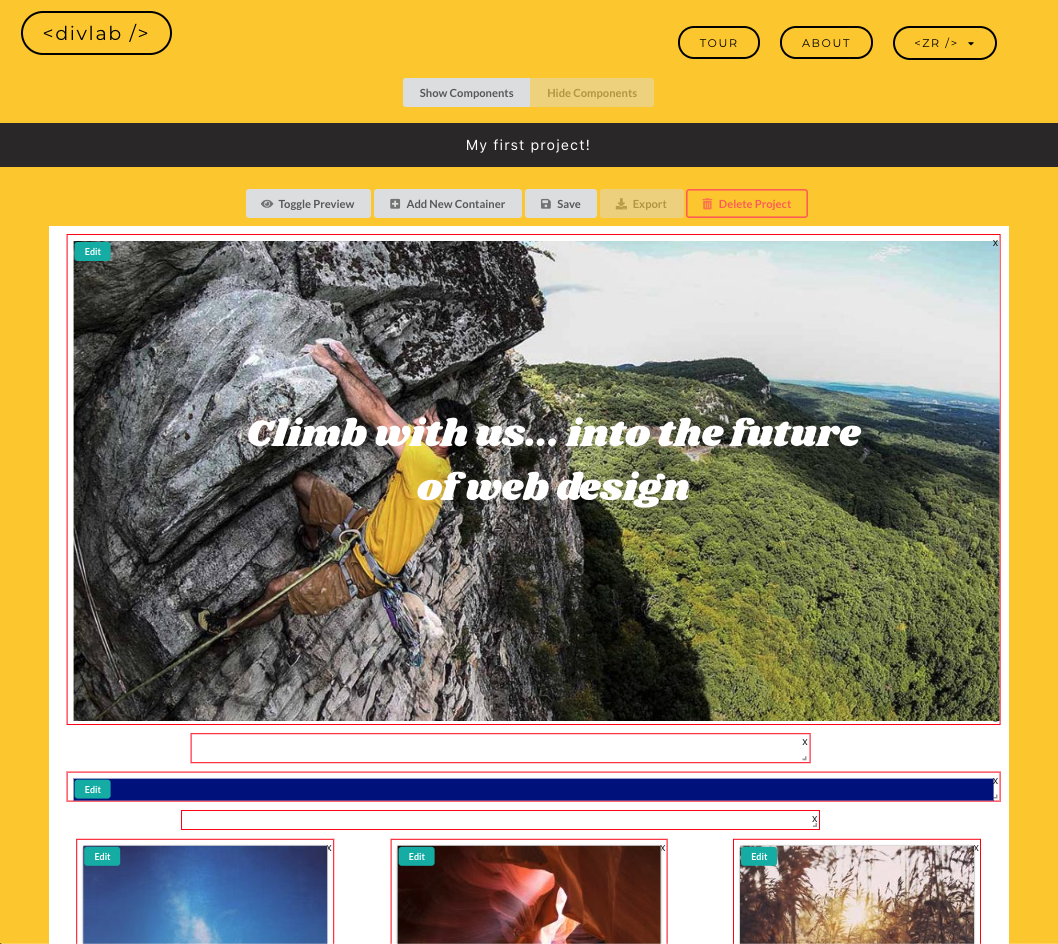 <divlab />
TOUR
ABOUT
<ZR />
Show Components
Hide Components
My first project!
Toggle Preview
Add New Container
Save
Export
Delete Project
Edit
x
Climb with us... into the future
of web design
x
Edit
x
x
Edit
x
Edit
x
Edit
x